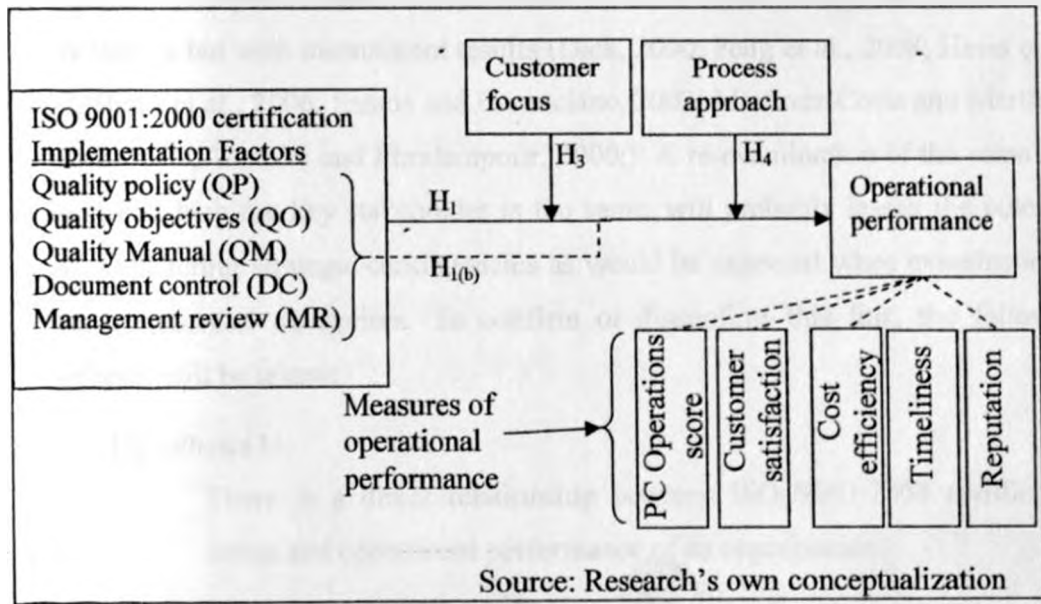 Customer
focus
Process
approach
ISO 9001:2000 certification
Implementation Factors
Quality policy (QP)
Quality objectives (QO)
Quality Manual (QM)
Document control (DC)
Management review (MR)
H1
H1(b)
H3
H4
Operational
performance
Measures of
operational
performance
PC Operations
score
Customer
satisfaction
Cost
efficiency
Timeliness
Reputation
Source: Research's own conceptualization